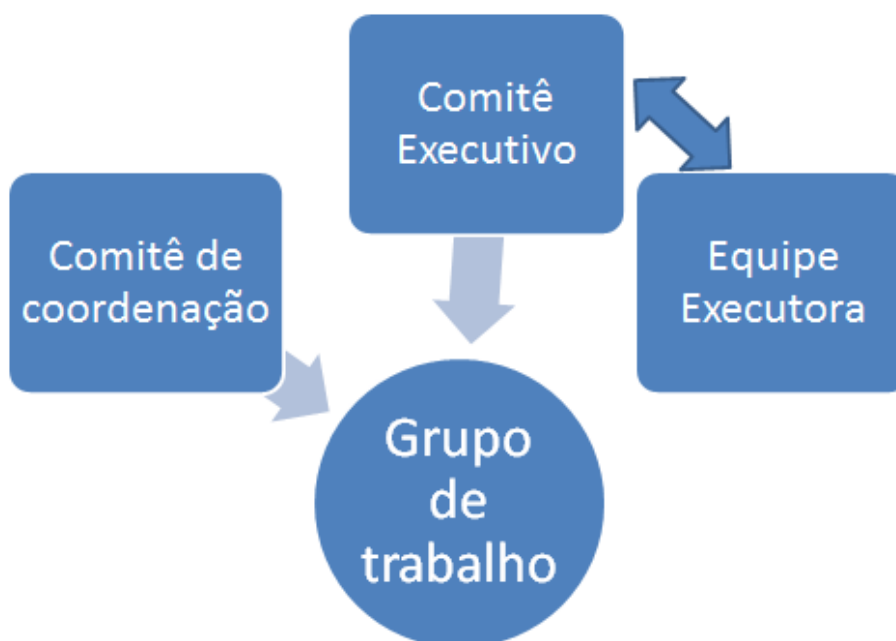 Comitê
Executivo
Comitê de
coordenação
Equipe
Executora
Grupo
de
trabalho